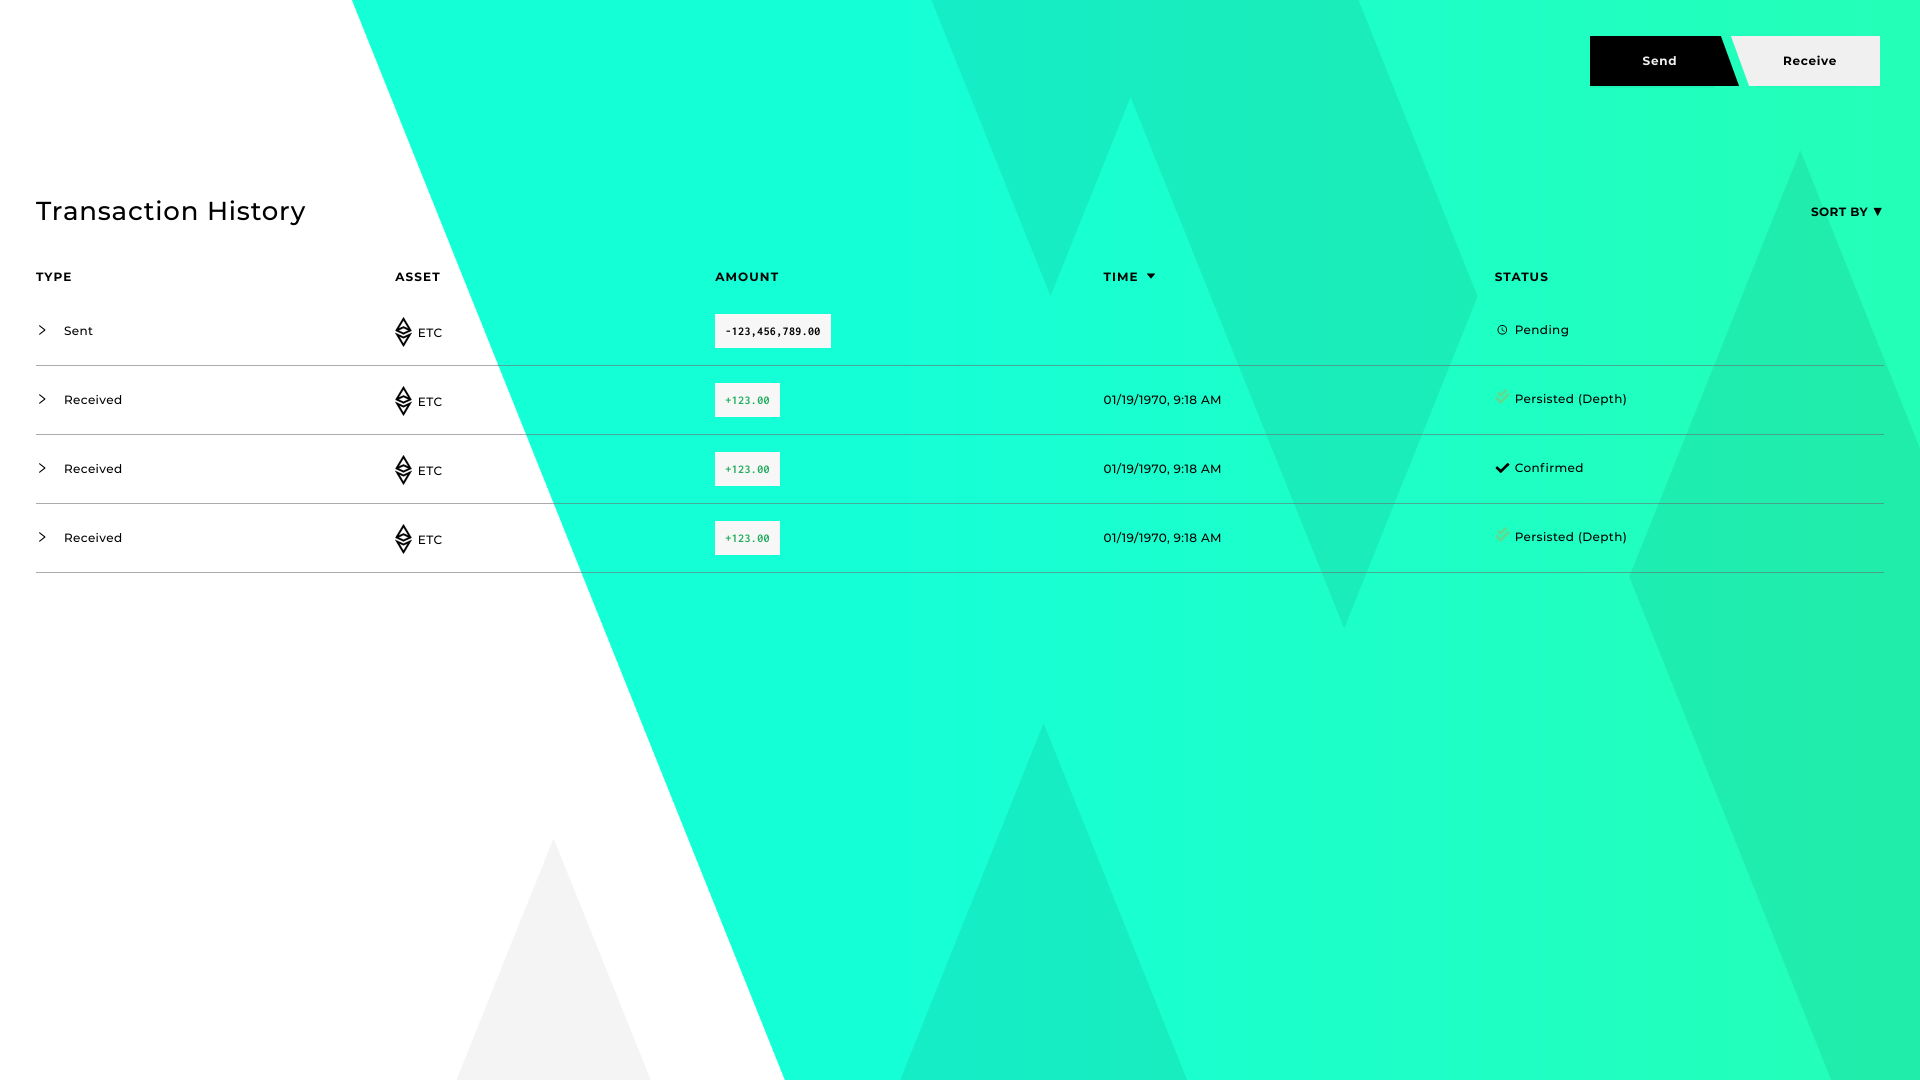 Send Receive
Transaction History SORT BY ▼
TYPE ASSET AMOUNT TIME ▼ STATUS
Sent ETC -123,456,789.00 Pending
Received ETC +123.00 01/19/1970, 9:18 AM Persisted (Depth)
Received ETC +123.00 01/19/1970, 9:18 AM Confirmed
Received ETC +123.00 01/19/1970, 9:18 AM Persisted (Depth)